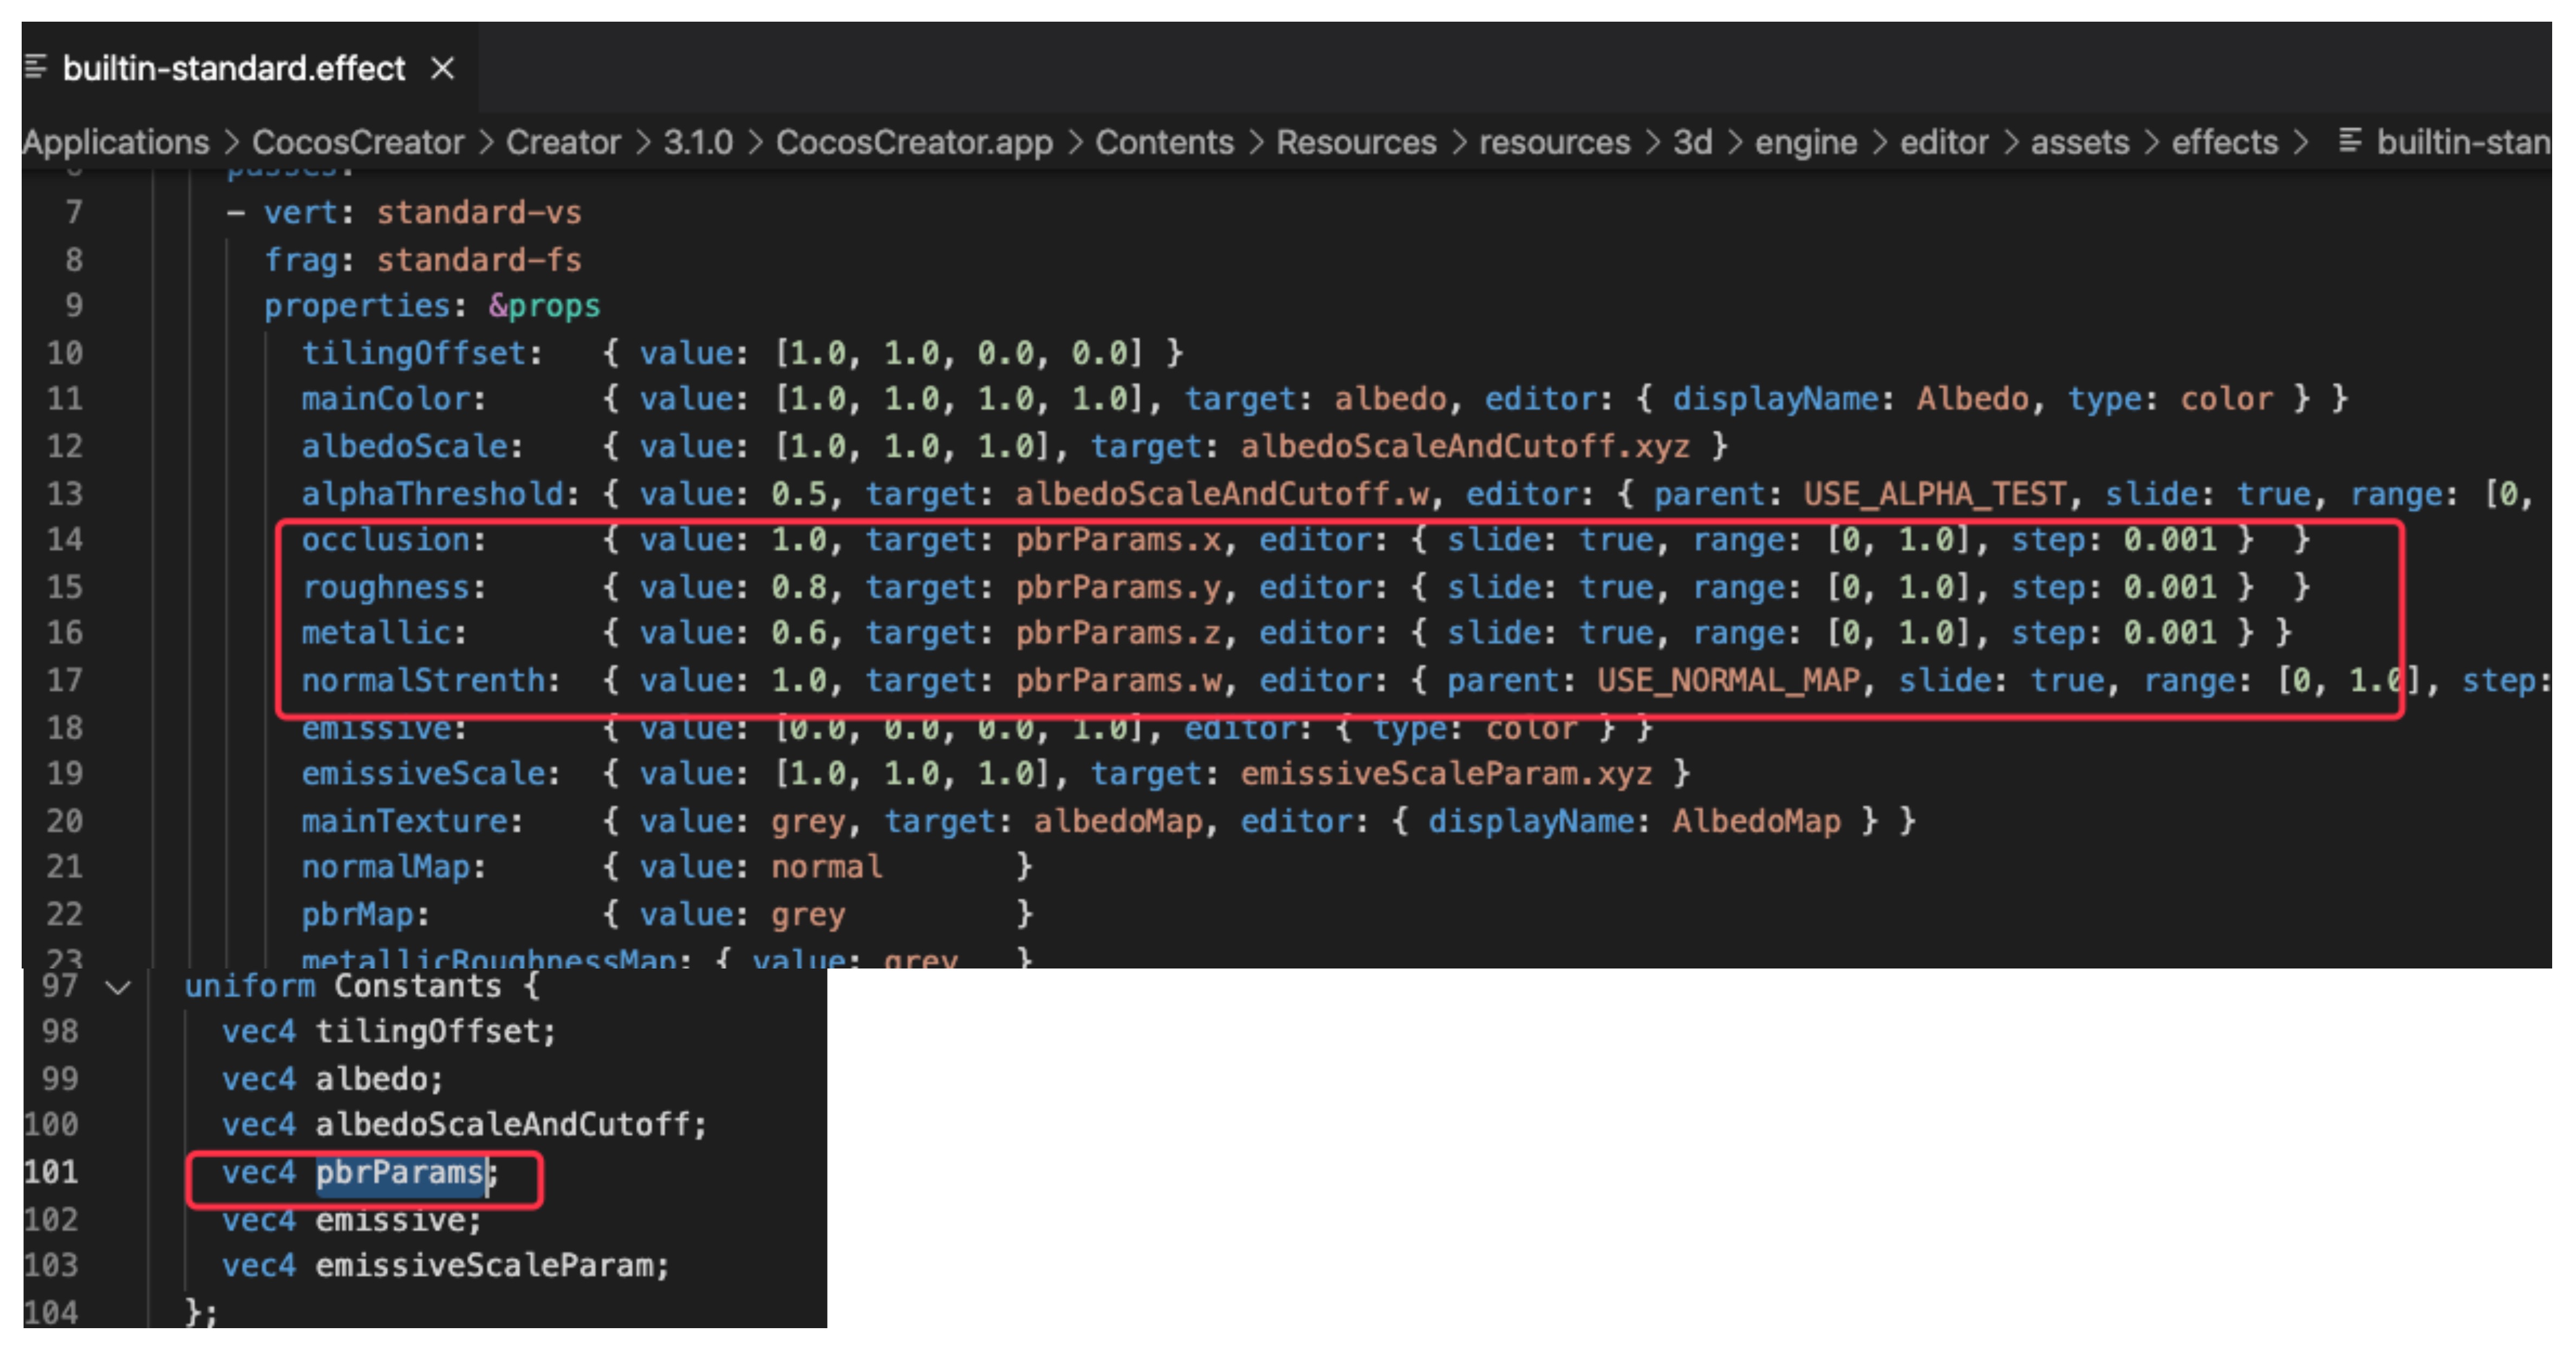 builtin-standard.effect ×
Applications > CocosCreator > Creator > 3.1.0 > CocosCreator.app > Contents > Resources > resources > 3d > engine > editor > assets > effects > builtin-stan
6 passes:
7 - vert: standard-vs
8 frag: standard-fs
9 properties: &props
10 tilingOffset: { value: [1.0, 1.0, 0.0, 0.0] }
11 mainColor: { value: [1.0, 1.0, 1.0, 1.0], target: albedo, editor: { displayName: Albedo, type: color } }
12 albedoScale: { value: [1.0, 1.0, 1.0], target: albedoScaleAndCutoff.xyz }
13 alphaThreshold: { value: 0.5, target: albedoScaleAndCutoff.w, editor: { parent: USE_ALPHA_TEST, slide: true, range: [0,
14 occlusion: { value: 1.0, target: pbrParams.x, editor: { slide: true, range: [0, 1.0], step: 0.001 } }
15 roughness: { value: 0.8, target: pbrParams.y, editor: { slide: true, range: [0, 1.0], step: 0.001 } }
16 metallic: { value: 0.6, target: pbrParams.z, editor: { slide: true, range: [0, 1.0], step: 0.001 } }
17 normalStrenth: { value: 1.0, target: pbrParams.w, editor: { parent: USE_NORMAL_MAP, slide: true, range: [0, 1.0], step:
18 emissive: { value: [0.0, 0.0, 0.0, 1.0], editor: { type: color } }
19 emissiveScale: { value: [1.0, 1.0, 1.0], target: emissiveScaleParam.xyz }
20 mainTexture: { value: grey, target: albedoMap, editor: { displayName: AlbedoMap } }
21 normalMap: { value: normal }
22 pbrMap: { value: grey }
23 metallicRoughnessMap: { value: grey }
97 uniform Constants {
98 vec4 tilingOffset;
99 vec4 albedo;
100 vec4 albedoScaleAndCutoff;
101 vec4 pbrParams;
102 vec4 emissive;
103 vec4 emissiveScaleParam;
104 };